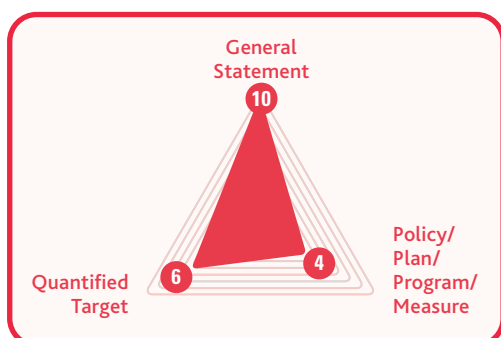 General
Statement
10
6
4
Quantified
Target
Policy/
Plan/
Program/
Measure